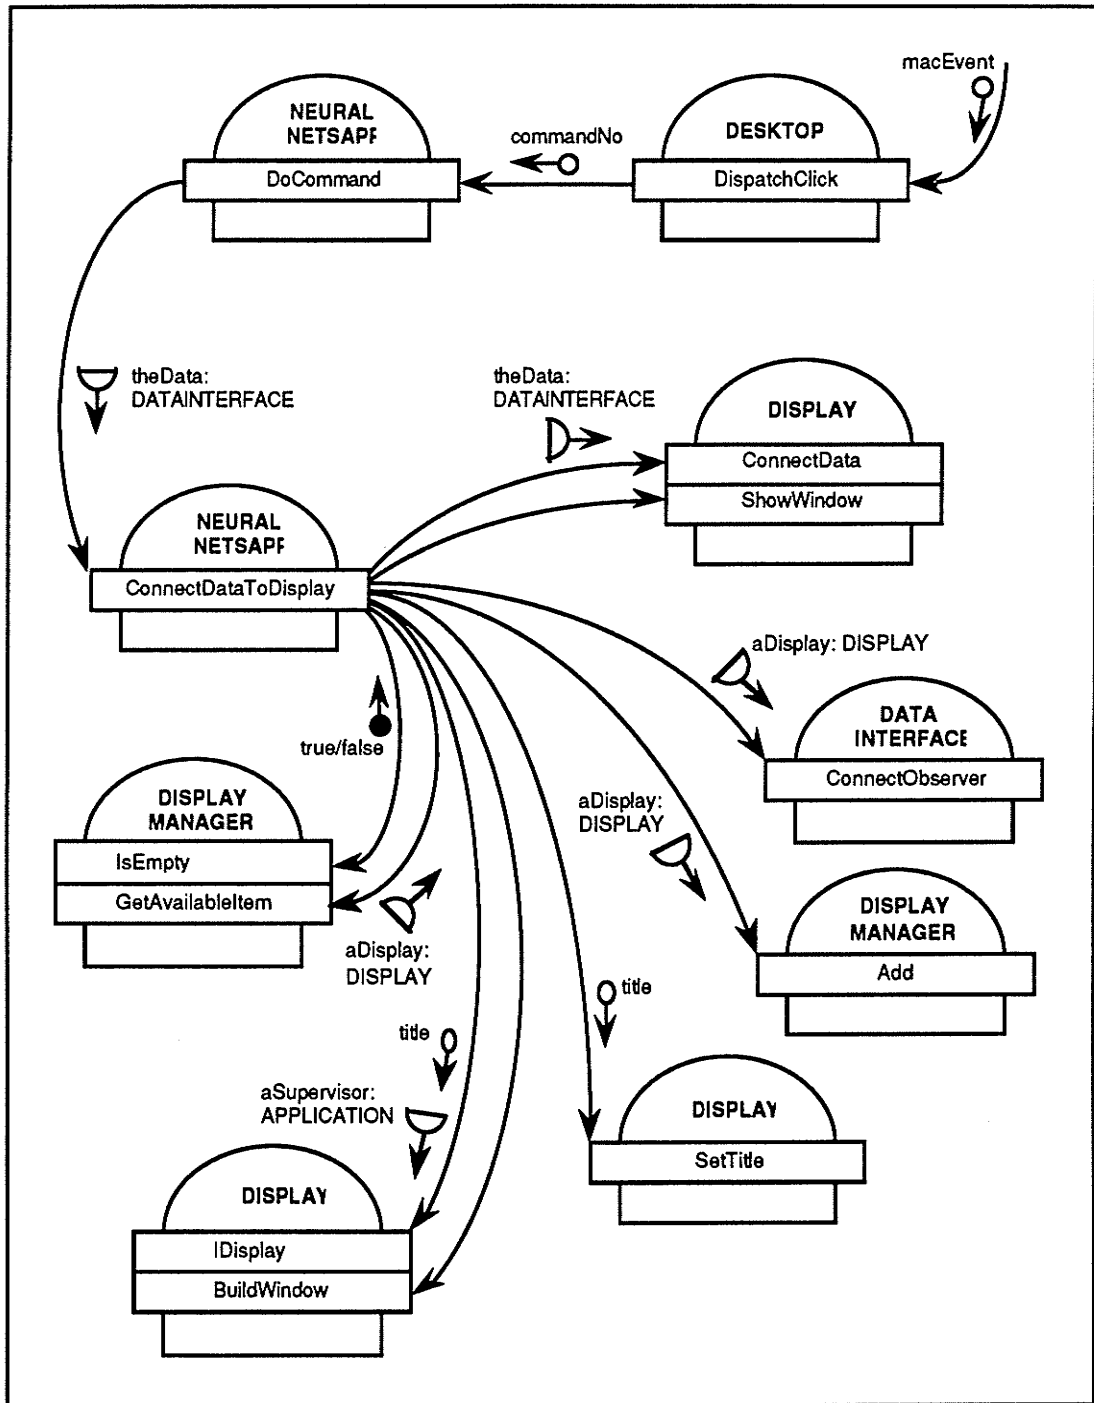 macEvent
NEURAL
NETSAPP
DoCommand
commandNo
DESKTOP
DispatchClick
theData:
DATAINTERFACE
theData:
DATAINTERFACE
DISPLAY
ConnectData
ShowWindow
NEURAL
NETSAPP
ConnectDataToDisplay
aDisplay: DISPLAY
DATA
INTERFACE
ConnectObserver
true/false
DISPLAY
MANAGER
IsEmpty
GetAvailableItem
aDisplay:
DISPLAY
aDisplay:
DISPLAY
DISPLAY
MANAGER
Add
title
title
aSupervisor:
APPLICATION
DISPLAY
SetTitle
DISPLAY
IDisplay
BuildWindow